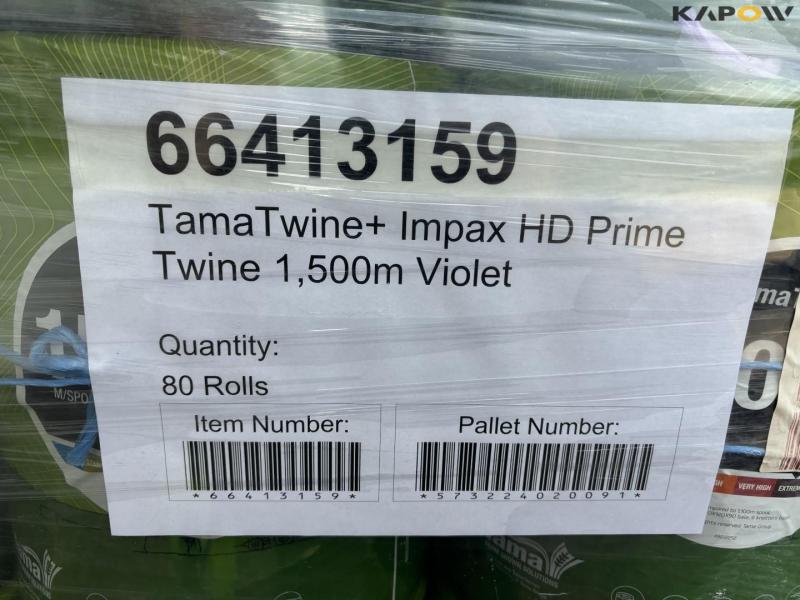 KAPOW
66413159
TamaTwine+ Impax HD Prime
Twine 1,500m Violet
Quantity:
80 Rolls
Item Number:
*66413159*
Pallet Number:
*573224020091*
M/SPO
VERY HIGH